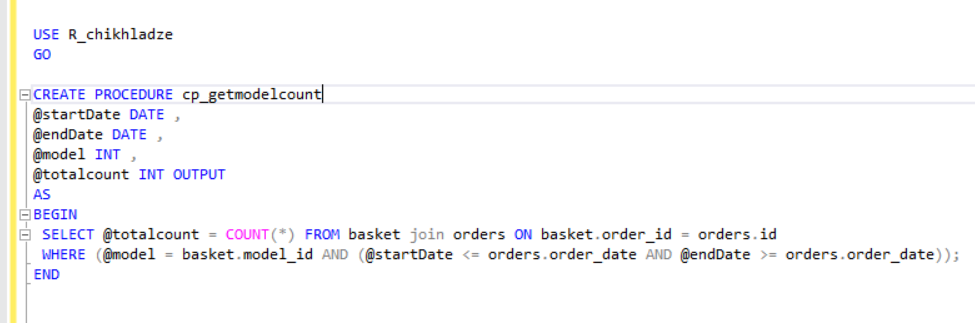 USE R_chikhladze
GO
CREATE PROCEDURE cp_getmodelcount
@startDate DATE ,
@endDate DATE ,
@model INT ,
@totalcount INT OUTPUT
AS
BEGIN
SELECT @totalcount = COUNT(*) FROM basket join orders ON basket.order_id = orders.id
WHERE (@model = basket.model_id AND (@startDate <= orders.order_date AND @endDate >= orders.order_date));
END